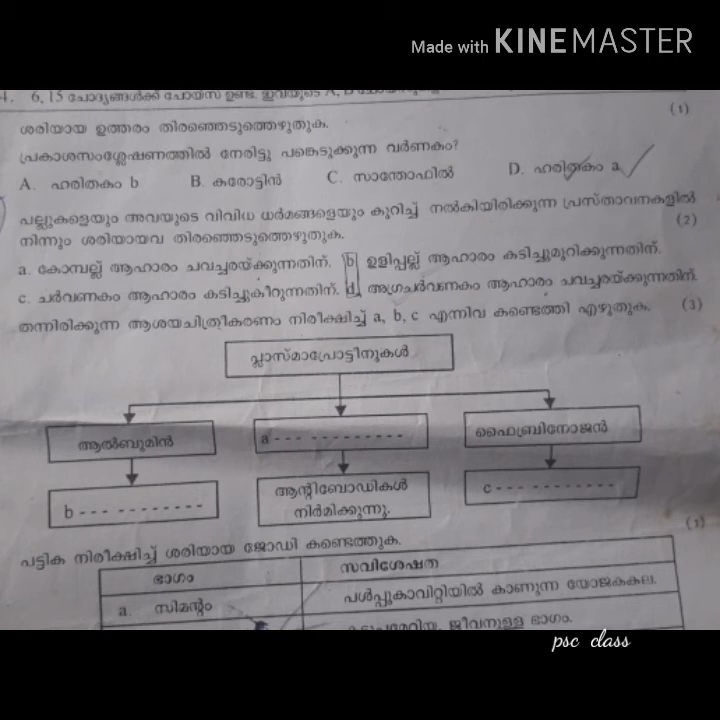 Made with KINEMASTER
4. 6, 15 ചോദ്യങ്ങൾക്ക് ചോയ്സ് ഉണ്ട്. ഇവയുടെ A, B
(1)
ശരിയായ ഉത്തരം തിരഞ്ഞെടുത്തെഴുതുക.
പ്രകാശസംശ്ലേഷണത്തിൽ നേരിട്ടു പങ്കെടുക്കുന്ന വർണകം?
A. ഹരിതകം b B. കരോട്ടിൻ C. സാന്തോഫിൽ D. ഹരിതകം a
പല്ലുകളെയും അവയുടെ വിവിധ ധർമങ്ങളെയും കുറിച്ച് നൽകിയിരിക്കുന്ന പ്രസ്താവനകളിൽ
നിന്നും ശരിയായവ തിരഞ്ഞെടുത്തെഴുതുക. (2)
a. കോമ്പല്ല് ആഹാരം ചവച്ചരയ്ക്കുന്നതിന്. b ഉളിപ്പല്ല് ആഹാരം കടിച്ചുമുറിക്കുന്നതിന്.
c. ചർവണകം ആഹാരം കടിച്ചുകീറുന്നതിന്. d. അഗ്രചർവണകം ആഹാരം ചവച്ചരയ്ക്കുന്നതിന്.
തന്നിരിക്കുന്ന ആശയചിത്രീകരണം നിരീക്ഷിച്ച് a, b, c എന്നിവ കണ്ടെത്തി എഴുതുക. (3)
പ്ലാസ്മാപ്രോട്ടീനുകൾ
ആൽബുമിൻ a - - - - - - - - - - - - - - ഫൈബ്രിനോജൻ
b - - - - - - - - - - - - ആന്റിബോഡികൾ c - - - - - - - - - - - - -
നിർമിക്കുന്നു.
(1)
പട്ടിക നിരീക്ഷിച്ച് ശരിയായ ജോഡി കണ്ടെത്തുക.
ഭാഗം സവിശേഷത
a. സിമന്റം പൾപ്പുകാവിറ്റിയിൽ കാണുന്ന യോജകകല.
കടുപ്പമേറിയ, ജീവനുള്ള ഭാഗം.
psc class